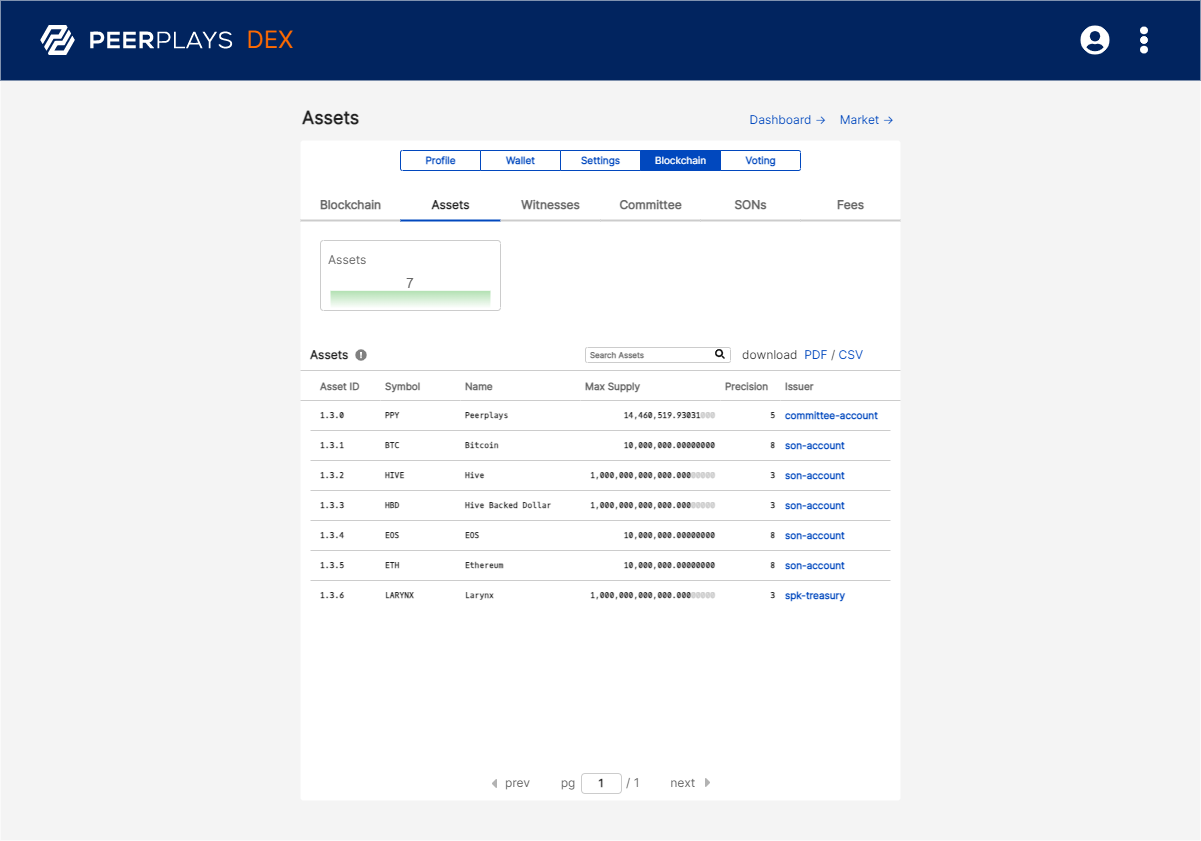 PEERPLAYS DEX
Assets
Dashboard → Market →
Profile Wallet Settings Blockchain Voting
Blockchain Assets Witnesses Committee SONs Fees
Assets
7
Assets Search Assets download PDF / CSV
Asset ID Symbol Name Max Supply Precision Issuer
1.3.0 PPY Peerplays 14,460,519.93031000 5 committee-account
1.3.1 BTC Bitcoin 10,000,000.00000000 8 son-account
1.3.2 HIVE Hive 1,000,000,000,000.00000000 3 son-account
1.3.3 HBD Hive Backed Dollar 1,000,000,000,000.00000000 3 son-account
1.3.4 EOS EOS 10,000,000.00000000 8 son-account
1.3.5 ETH Ethereum 10,000,000.00000000 8 son-account
1.3.6 LARYNX Larynx 1,000,000,000,000.00000000 3 spk-treasury
prev pg 1 / 1 next